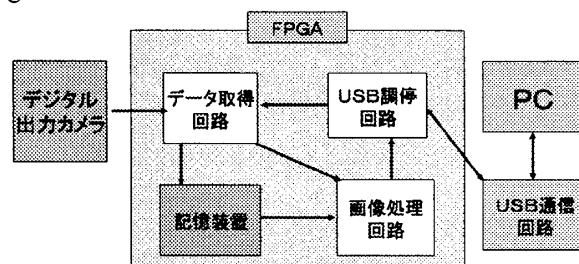 FPGA
デジタル
出力カメラ
データ取得
回路
USB調停
回路
PC
記憶装置
画像処理
回路
USB通信
回路